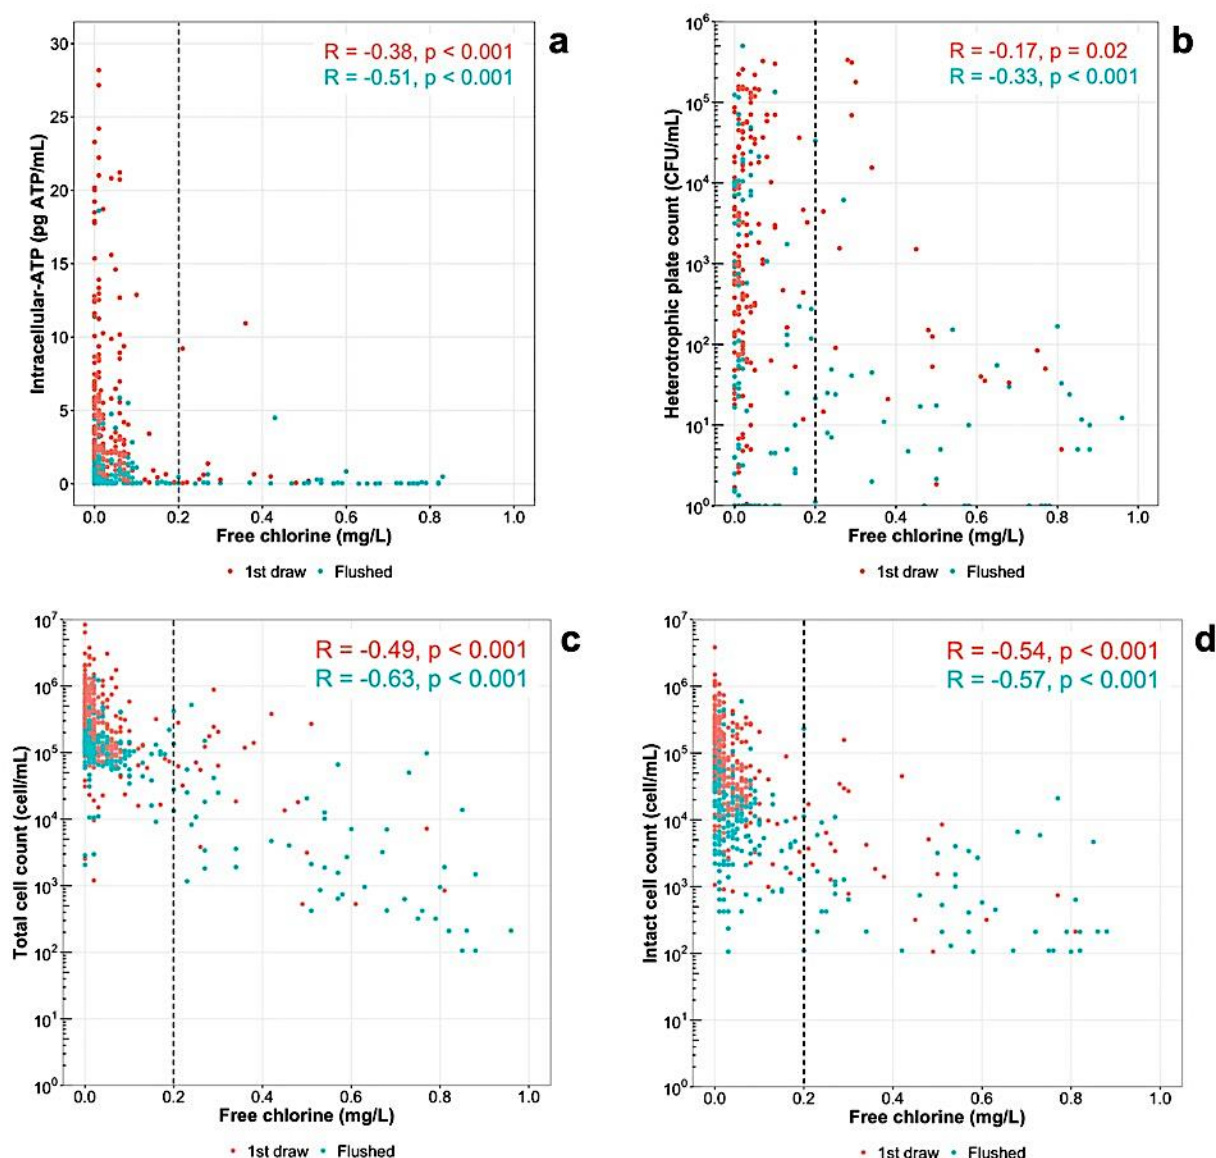 a
R = -0.38, p < 0.001
R = -0.51, p < 0.001
Intracellular-ATP (pg ATP/mL)
30
25
20
15
10
5
0
0.0 0.2 0.4 0.6 0.8 1.0
Free chlorine (mg/L)
1st draw Flushed
b
R = -0.17, p = 0.02
R = -0.33, p < 0.001
Heterotrophic plate count (CFU/mL)
10⁶
10⁵
10⁴
10³
10²
10¹
10⁰
0.0 0.2 0.4 0.6 0.8 1.0
Free chlorine (mg/L)
1st draw Flushed
c
R = -0.49, p < 0.001
R = -0.63, p < 0.001
Total cell count (cell/mL)
10⁷
10⁶
10⁵
10⁴
10³
10²
10¹
10⁰
0.0 0.2 0.4 0.6 0.8 1.0
Free chlorine (mg/L)
1st draw Flushed
d
R = -0.54, p < 0.001
R = -0.57, p < 0.001
Intact cell count (cell/mL)
10⁷
10⁶
10⁵
10⁴
10³
10²
10¹
10⁰
0.0 0.2 0.4 0.6 0.8 1.0
Free chlorine (mg/L)
1st draw Flushed